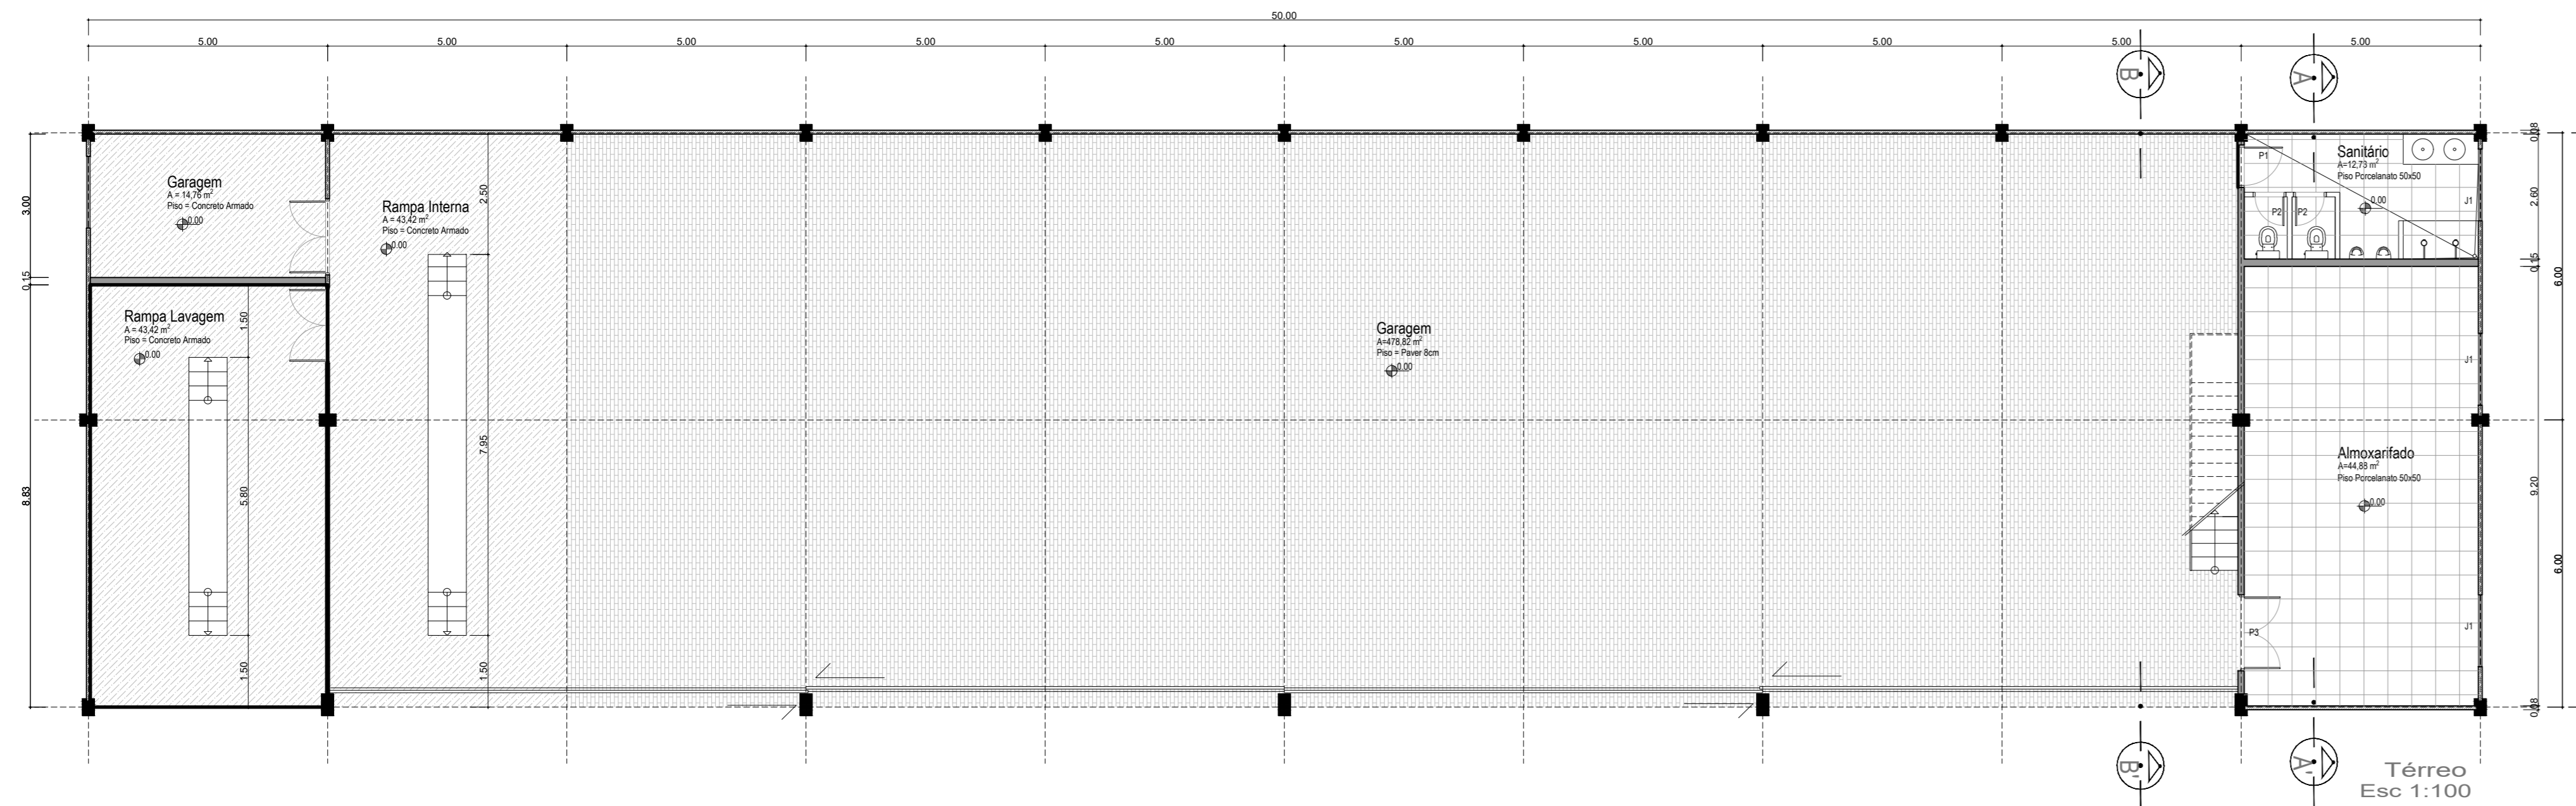 50.00
5.00 5.00 5.00 5.00 5.00 5.00 5.00 5.00 5.00 5.00
B A
Garagem
A = 14,76 m²
Piso = Concreto Armado
0.00
Rampa Interna
A = 43,42 m²
Piso = Concreto Armado
0.00
Rampa Lavagem
A = 43,42 m²
Piso = Concreto Armado
0.00
3.00
0.15
8.83
1.50
5.80
1.50
2.50
7.95
1.50
Garagem
A=478,82 m²
Piso = Paver 8cm
0.00
P1
Sanitário
A=12,73 m²
Piso Porcelanato 50x50
0.00
P2 P2
J1
J1
Almoxarifado
A=44,88 m²
Piso Porcelanato 50x50
0.00
P3
J1
0.08
2.60
0.15
9.20
0.08
6.00
6.00
B' A'
Térreo
Esc 1:100